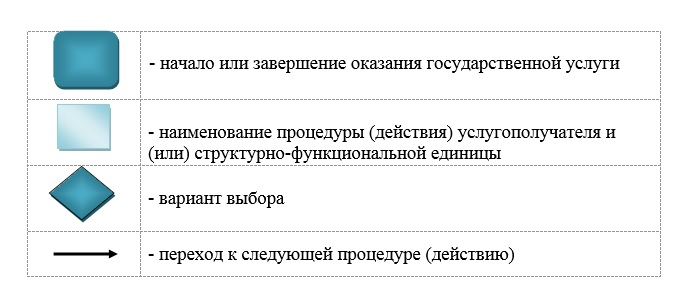 - начало или завершение оказания государственной услуги
- наименование процедуры (действия) услугополучателя и
(или) структурно-функциональной единицы
- вариант выбора
- переход к следующей процедуре (действию)